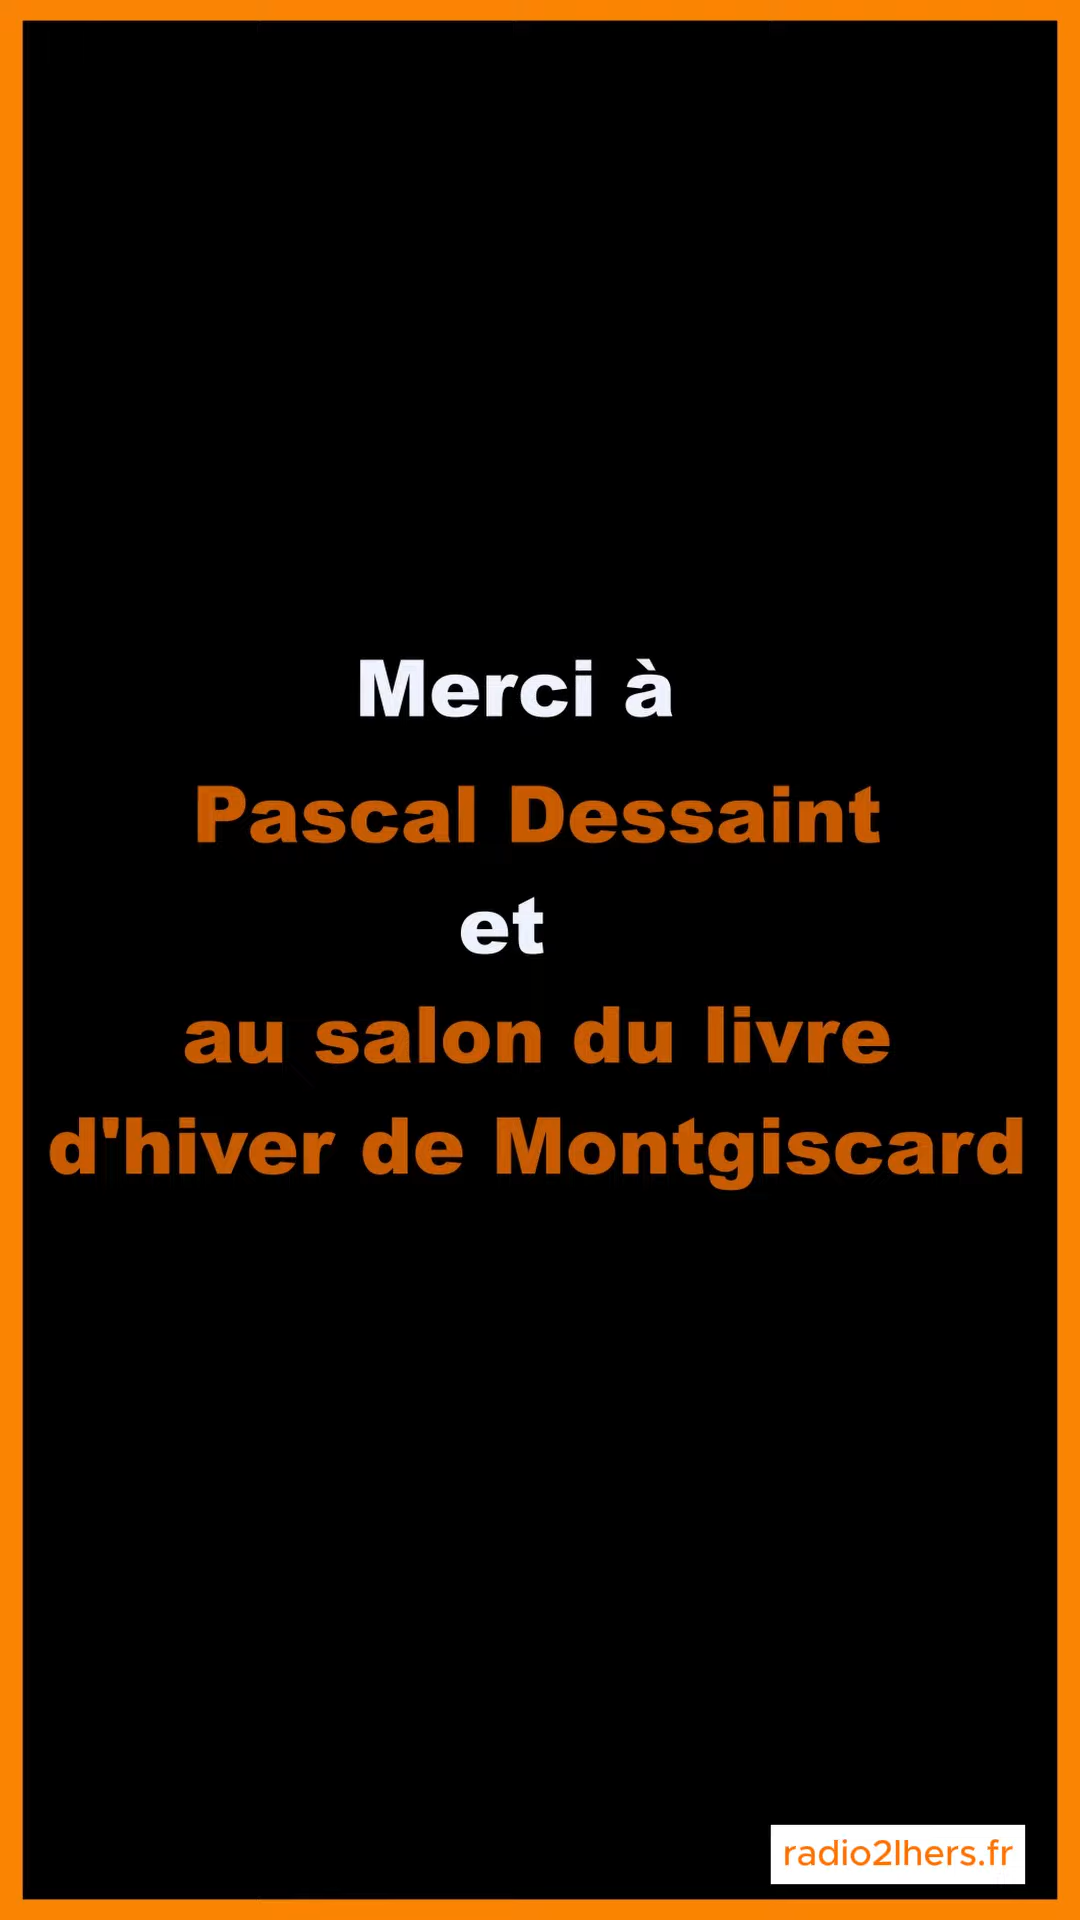 Merci à
Pascal Dessaint
et
au salon du livre
d'hiver de Montgiscard
radio2lhers.fr